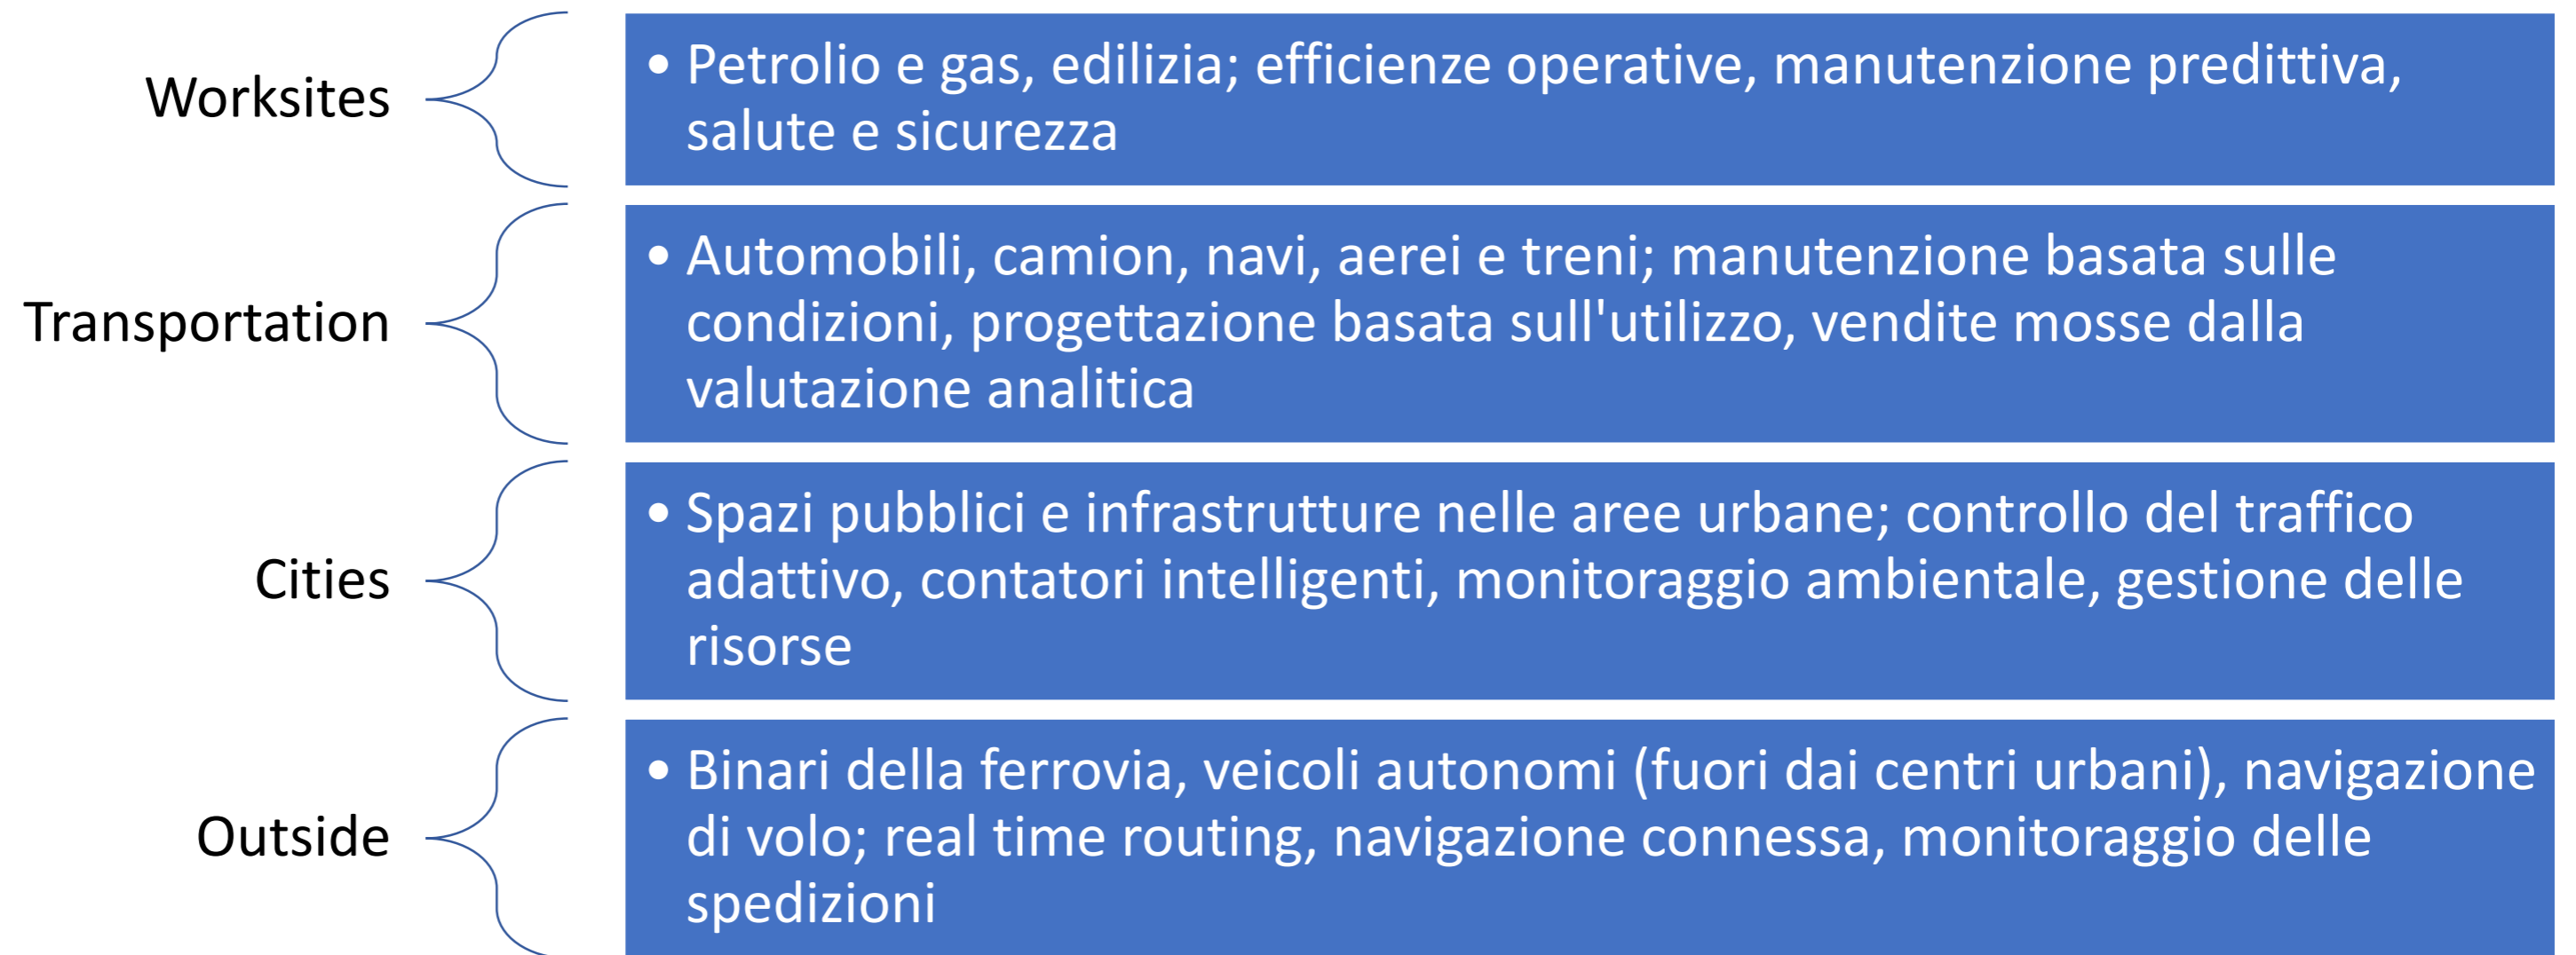 Worksites
• Petrolio e gas, edilizia; efficienze operative, manutenzione predittiva,
salute e sicurezza
Transportation
• Automobili, camion, navi, aerei e treni; manutenzione basata sulle
condizioni, progettazione basata sull'utilizzo, vendite mosse dalla
valutazione analitica
Cities
• Spazi pubblici e infrastrutture nelle aree urbane; controllo del traffico
adattivo, contatori intelligenti, monitoraggio ambientale, gestione delle
risorse
Outside
• Binari della ferrovia, veicoli autonomi (fuori dai centri urbani), navigazione
di volo; real time routing, navigazione connessa, monitoraggio delle
spedizioni